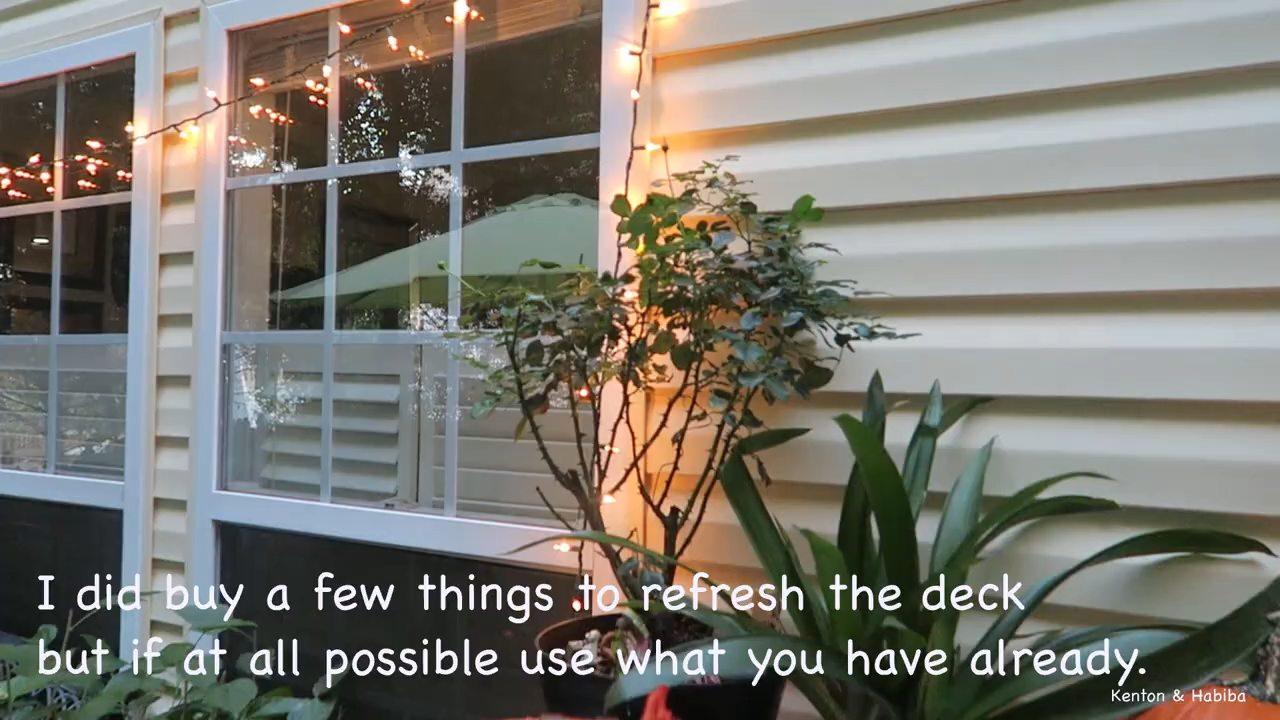 I did buy a few things to refresh the deck
but if at all possible use what you have already.
Kenton & Habiba